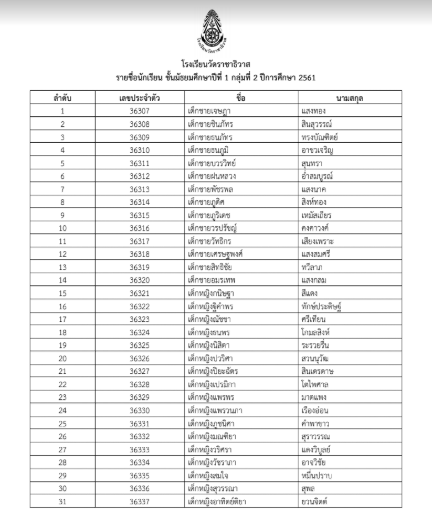 โรงเรียนวัดราชาธิวาส
รายชื่อนักเรียน ชั้นมัธยมศึกษาปีที่ 1 กลุ่มที่ 2 ปีการศึกษา 2561
ลำดับ เลขประจำตัว ชื่อ นามสกุล
1 36307 เด็กชายเจษฎา แสงทอง
2 36308 เด็กชายชินภัทร สินสุวรรณ์
3 36309 เด็กชายธนภัทร ทรงบัณฑิตย์
4 36310 เด็กชายธนภูมิ อาชวเจริญ
5 36311 เด็กชายบวรวิทย์ สุนทรา
6 36312 เด็กชายฝนหลวง อ่ำสมบูรณ์
7 36313 เด็กชายพัชรพล แสงนาค
8 36314 เด็กชายภูดิศ สิงห์ทอง
9 36315 เด็กชายภูริเดช เหมัสเถียร
10 36316 เด็กชายวรปรัชญ์ คงคาวงค์
11 36317 เด็กชายวัทธิกร เสียงเพราะ
12 36318 เด็กชายเศรษฐพงศ์ แสงสมศรี
13 36319 เด็กชายสิทธิชัย ทวีลาภ
14 36320 เด็กชายอมรเทพ แสงกลม
15 36321 เด็กหญิงกนิษฐา สีแดง
16 36322 เด็กหญิงฐิคำพร ทักษ์ประดิษฐ์
17 36323 เด็กหญิงณัชชา ศรีเทียน
18 36324 เด็กหญิงธนพร โกมลสิงห์
19 36325 เด็กหญิงนิสิตา ระรวยรื่น
20 36326 เด็กหญิงปวริศา สวนนุวัฒ
21 36327 เด็กหญิงปิยะฉัตร สินเดรดาษ
22 36328 เด็กหญิงเปรมิกา โตไพศาล
23 36329 เด็กหญิงแพรพร มาตแพง
24 36330 เด็กหญิงแพรวนภา เรืองอ่อน
25 36331 เด็กหญิงภูชนิศา คำพาขาว
26 36332 เด็กหญิงมณฑิยา สุราวรรณ
27 36333 เด็กหญิงวริศรา แดงวิบูลย์
28 36334 เด็กหญิงวัชราภา อาจวิชัย
29 36335 เด็กหญิงสมใจ หมื่นปราบ
30 36336 เด็กหญิงสุวรรณา สุพล
31 36337 เด็กหญิงอาทิตย์ติยา ยวนจิตต์